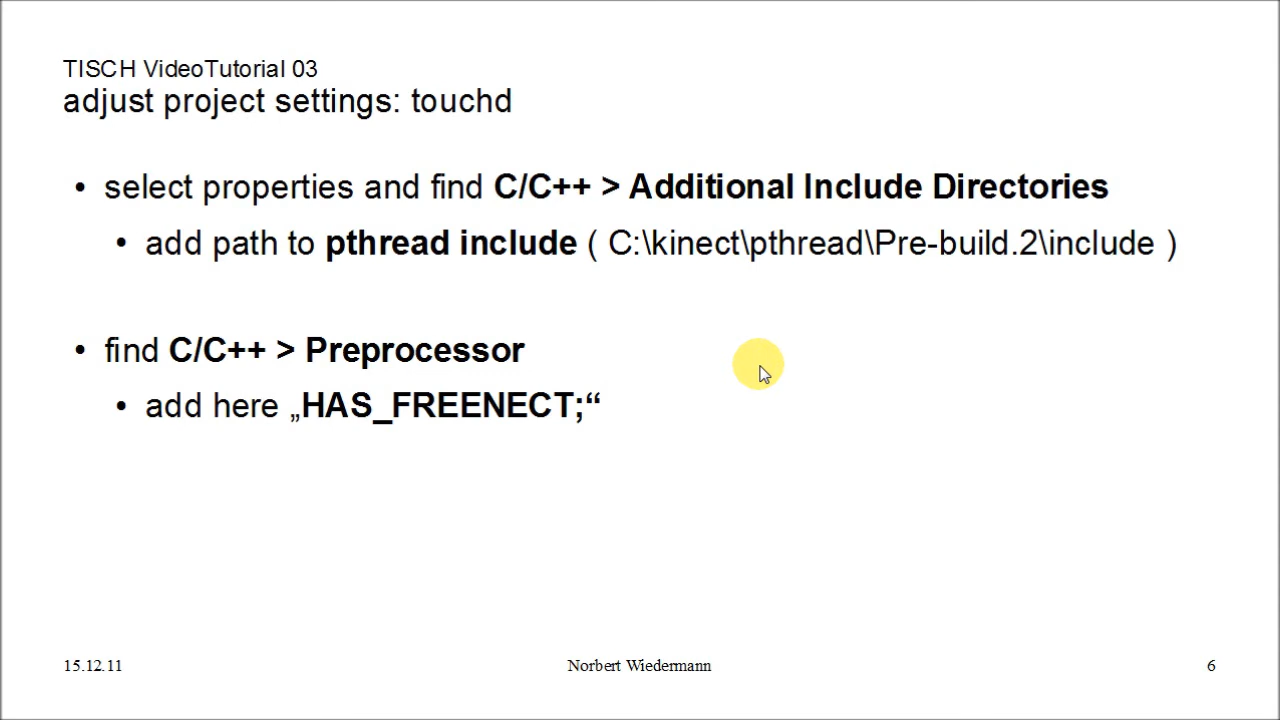 TISCH VideoTutorial 03
adjust project settings: touchd
• select properties and find C/C++ > Additional Include Directories
• add path to pthread include ( C:\kinect\pthread\Pre-build.2\include )
• find C/C++ > Preprocessor
• add here „HAS_FREENECT;“
15.12.11 Norbert Wiedermann 6